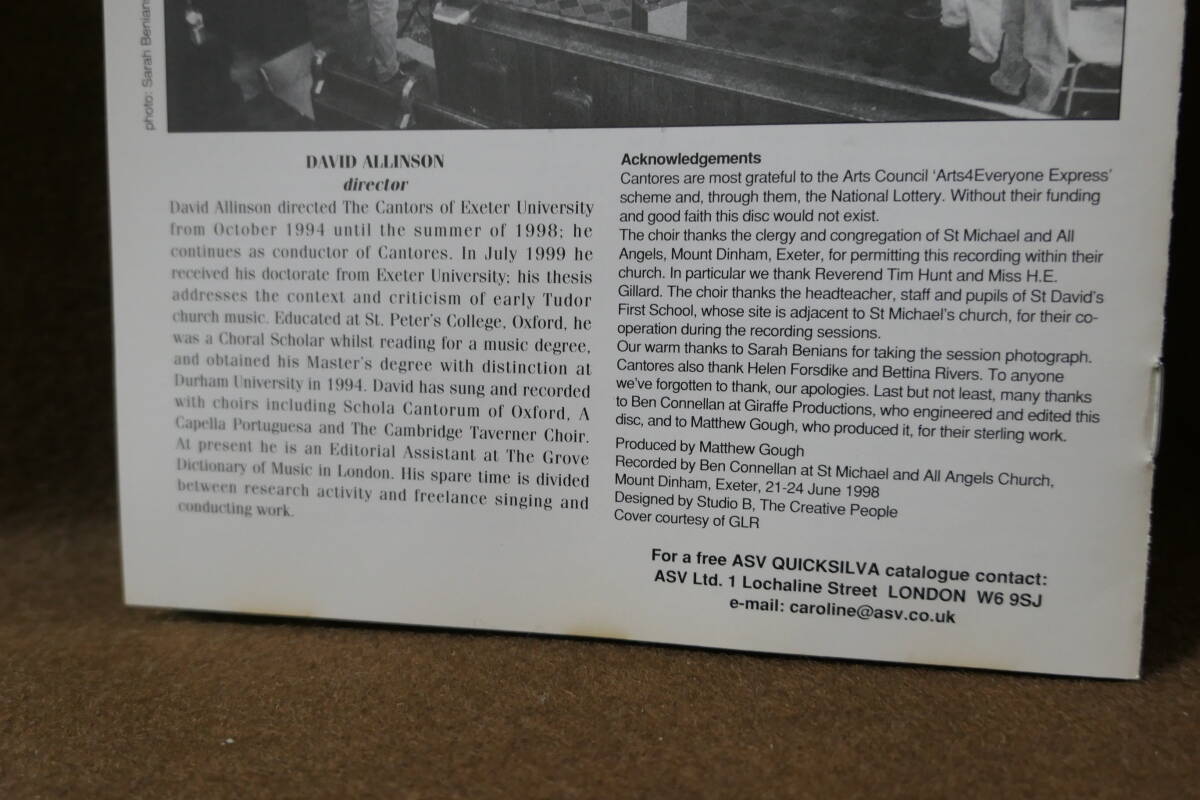 photo: Sarah Benians
DAVID ALLINSON
director
David Allinson directed The Cantors of Exeter University
from October 1994 until the summer of 1998; he
continues as conductor of Cantores. In July 1999 he
received his doctorate from Exeter University; his thesis
addresses the context and criticism of early Tudor
church music. Educated at St. Peter's College, Oxford, he
was a Choral Scholar whilst reading for a music degree,
and obtained his Master's degree with distinction at
Durham University in 1994. David has sung and recorded
with choirs including Schola Cantorum of Oxford, A
Capella Portuguesa and The Cambridge Taverner Choir.
At present he is an Editorial Assistant at The Grove
Dictionary of Music in London. His spare time is divided
between research activity and freelance singing and
conducting work.
Acknowledgements
Cantores are most grateful to the Arts Council 'Arts4Everyone Express'
scheme and, through them, the National Lottery. Without their funding
and good faith this disc would not exist.
The choir thanks the clergy and congregation of St Michael and All
Angels, Mount Dinham, Exeter, for permitting this recording within their
church. In particular we thank Reverend Tim Hunt and Miss H.E.
Gillard. The choir thanks the headteacher, staff and pupils of St David's
First School, whose site is adjacent to St Michael's church, for their co-
operation during the recording sessions.
Our warm thanks to Sarah Benians for taking the session photograph.
Cantores also thank Helen Forsdike and Bettina Rivers. To anyone
we've forgotten to thank, our apologies. Last but not least, many thanks
to Ben Connellan at Giraffe Productions, who engineered and edited this
disc, and to Matthew Gough, who produced it, for their sterling work.
Produced by Matthew Gough
Recorded by Ben Connellan at St Michael and All Angels Church,
Mount Dinham, Exeter, 21-24 June 1998
Designed by Studio B, The Creative People
Cover courtesy of GLR
For a free ASV QUICKSILVA catalogue contact:
ASV Ltd. 1 Lochaline Street LONDON W6 9SJ
e-mail: caroline@asv.co.uk